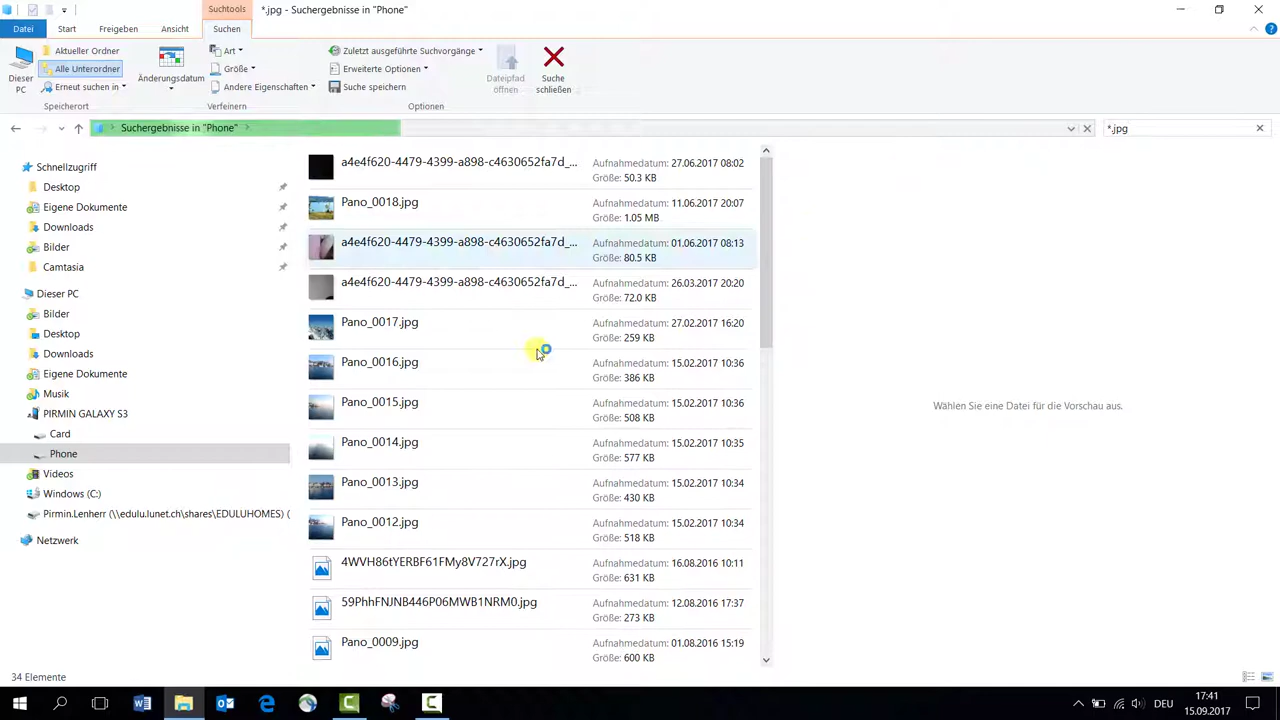 Suchtools
*.jpg - Suchergebnisse in "Phone"
Datei
Start
Freigeben
Ansicht
Suchen
Dieser PC
Aktueller Ordner
Alle Unterordner
Erneut suchen in
Speicherort
Änderungsdatum
Art
Größe
Andere Eigenschaften
Verfeinern
Zuletzt ausgeführte Suchvorgänge
Erweiterte Optionen
Suche speichern
Dateipfad öffnen
Optionen
Suche schließen
Suchergebnisse in "Phone"
*.jpg
Schnellzugriff
Desktop
Eigene Dokumente
Downloads
Bilder
Camtasia
Dieser PC
Bilder
Desktop
Downloads
Eigene Dokumente
Musik
PIRMIN GALAXY S3
Card
Phone
Videos
Windows (C:)
Pirmin.Lenherr (\\edulu.lunet.ch\shares\EDULUHOMES) (
Netzwerk
a4e4f620-4479-4399-a898-c4630652fa7d_... Aufnahmedatum: 27.06.2017 08:02
Größe: 50.3 KB
Pano_0018.jpg Aufnahmedatum: 11.06.2017 20:07
Größe: 1.05 MB
a4e4f620-4479-4399-a898-c4630652fa7d_... Aufnahmedatum: 01.06.2017 08:13
Größe: 80.5 KB
a4e4f620-4479-4399-a898-c4630652fa7d_... Aufnahmedatum: 26.03.2017 20:20
Größe: 72.0 KB
Pano_0017.jpg Aufnahmedatum: 27.02.2017 16:20
Größe: 259 KB
Pano_0016.jpg Aufnahmedatum: 15.02.2017 10:36
Größe: 386 KB
Pano_0015.jpg Aufnahmedatum: 15.02.2017 10:36
Größe: 508 KB
Pano_0014.jpg Aufnahmedatum: 15.02.2017 10:35
Größe: 577 KB
Pano_0013.jpg Aufnahmedatum: 15.02.2017 10:34
Größe: 430 KB
Pano_0012.jpg Aufnahmedatum: 15.02.2017 10:34
Größe: 518 KB
4WVH86tYERBF61FMy8V727rX.jpg Aufnahmedatum: 16.08.2016 10:11
Größe: 631 KB
59PhhFNJNB446P06MWB1NRM0.jpg Aufnahmedatum: 12.08.2016 17:37
Größe: 273 KB
Pano_0009.jpg Aufnahmedatum: 01.08.2016 15:19
Größe: 600 KB
Wählen Sie eine Datei für die Vorschau aus.
34 Elemente
DEU
17:41
15.09.2017